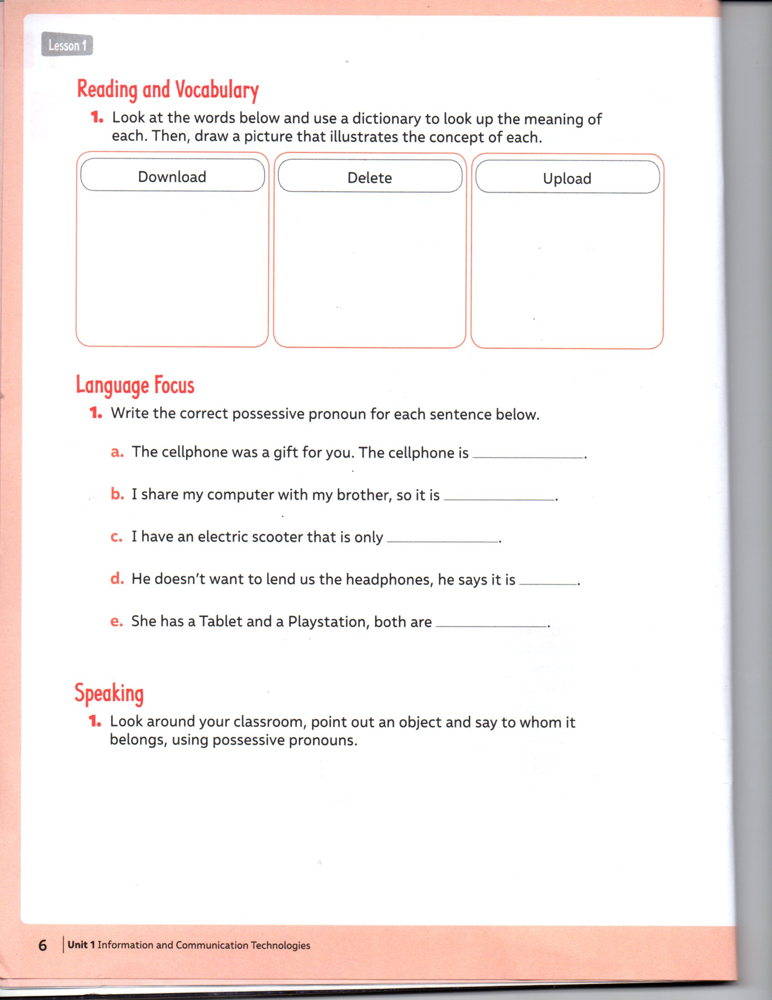 Lesson 1
Reading and Vocabulary
1. Look at the words below and use a dictionary to look up the meaning of
each. Then, draw a picture that illustrates the concept of each.
Download
Delete
Upload
Language Focus
1. Write the correct possessive pronoun for each sentence below.
a. The cellphone was a gift for you. The cellphone is ____________.
b. I share my computer with my brother, so it is ____________.
c. I have an electric scooter that is only ____________.
d. He doesn't want to lend us the headphones, he says it is ______.
e. She has a Tablet and a Playstation, both are ____________.
Speaking
1. Look around your classroom, point out an object and say to whom it
belongs, using possessive pronouns.
6 | Unit 1 Information and Communication Technologies